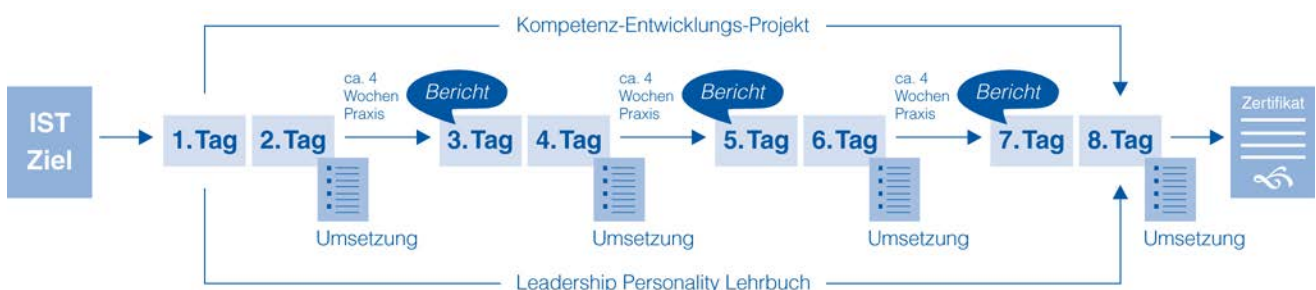 Kompetenz-Entwicklungs-Projekt
IST
Ziel
1. Tag
2. Tag
Umsetzung
ca. 4
Wochen
Praxis
Bericht
3. Tag
4. Tag
Umsetzung
ca. 4
Wochen
Praxis
Bericht
5. Tag
6. Tag
Umsetzung
ca. 4
Wochen
Praxis
Bericht
7. Tag
8. Tag
Umsetzung
Zertifikat
Leadership Personality Lehrbuch